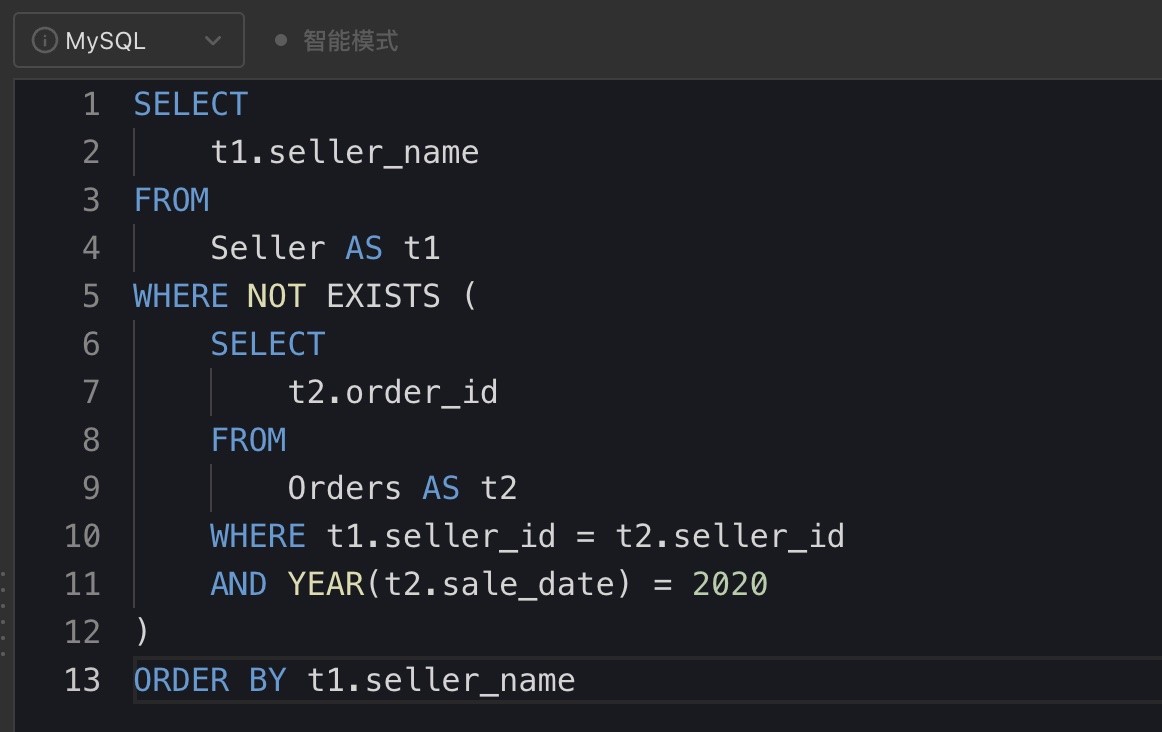 MySQL 智能模式
1 SELECT
2 t1.seller_name
3 FROM
4 Seller AS t1
5 WHERE NOT EXISTS (
6 SELECT
7 t2.order_id
8 FROM
9 Orders AS t2
10 WHERE t1.seller_id = t2.seller_id
11 AND YEAR(t2.sale_date) = 2020
12 )
13 ORDER BY t1.seller_name